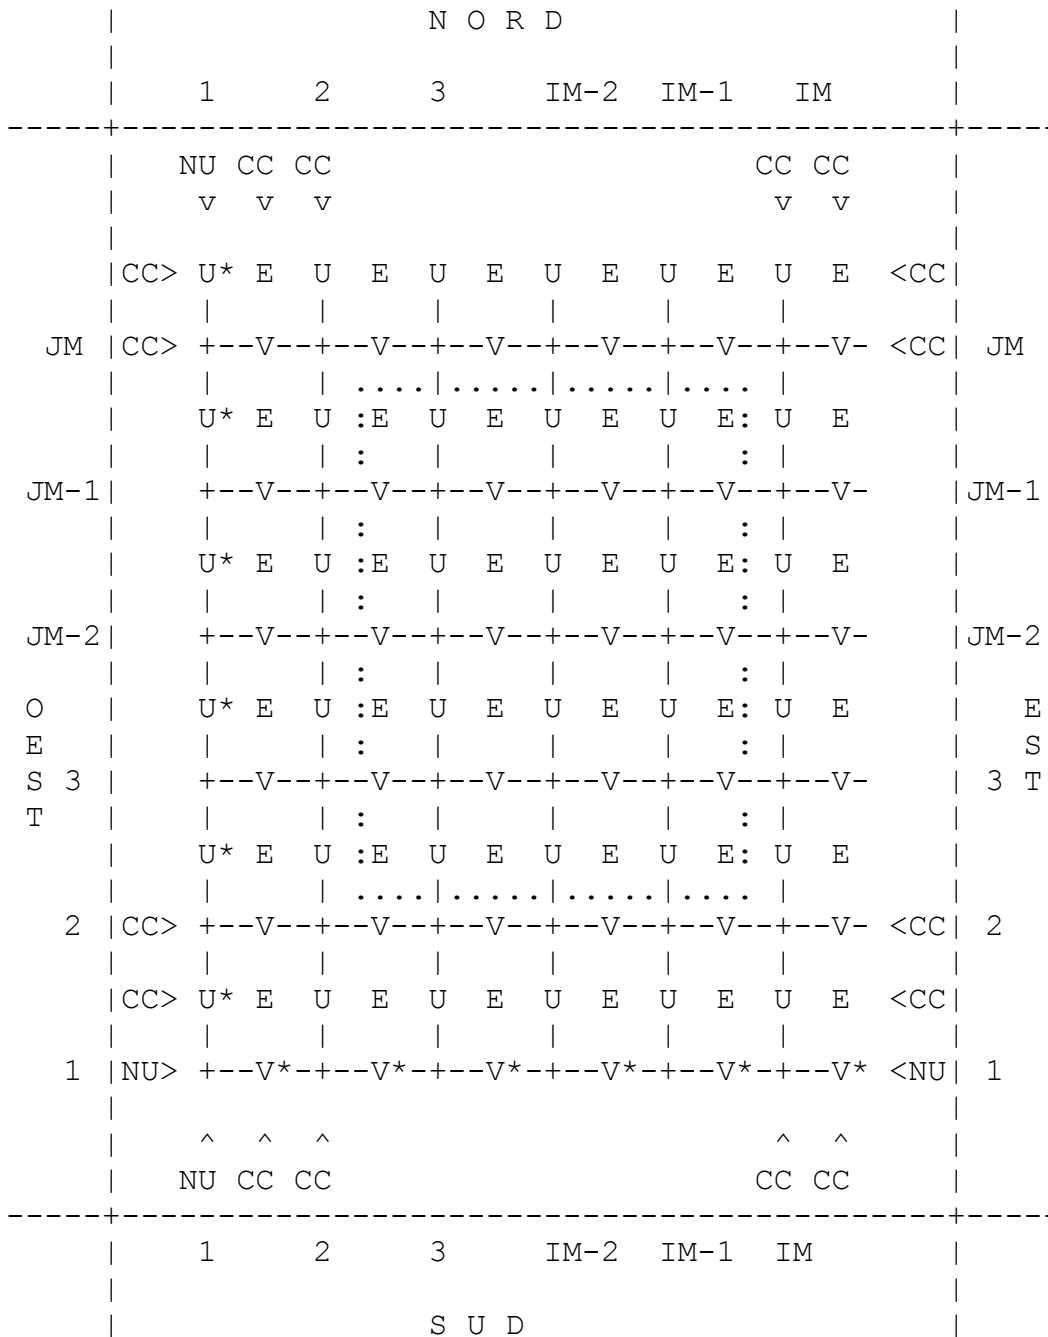 |             N O R D                    |
     |                                        |
     |    1     2     3     IM-2  IM-1   IM      |
-----+-------------------------------------------+-----
     |   NU CC CC                      CC CC     |
     |    v  v  v                       v  v     |
     |                                           |
     |CC> U* E  U  E  U  E  U  E  U  E  U  E  <CC|
     |    |     |     |     |     |     |        |
  JM |CC> +--V--+--V--+--V--+--V--+--V--+--V- <CC| JM
     |    |     | ....|.....|.....|.... |        |
     |    U* E  U :E  U  E  U  E  U  E: U  E     |
     |    |     | :   |     |     |   : |        |
 JM-1|    +--V--+--V--+--V--+--V--+--V--+--V-    |JM-1
     |    |     | :   |     |     |   : |        |
     |    U* E  U :E  U  E  U  E  U  E: U  E     |
     |    |     | :   |     |     |   : |        |
 JM-2|    +--V--+--V--+--V--+--V--+--V--+--V-    |JM-2
     |    |     | :   |     |     |   : |        |
 O   |    U* E  U :E  U  E  U  E  U  E: U  E     |   E
 E   |    |     | :   |     |     |   : |        |   S
 S 3 |    +--V--+--V--+--V--+--V--+--V--+--V-    | 3 T
 T   |    |     | :   |     |     |   : |        |
     |    U* E  U :E  U  E  U  E  U  E: U  E     |
     |    |     | ....|.....|.....|.... |        |
   2 |CC> +--V--+--V--+--V--+--V--+--V--+--V- <CC| 2
     |    |     |     |     |     |     |        |
     |CC> U* E  U  E  U  E  U  E  U  E  U  E  <CC|
     |    |     |     |     |     |     |        |
   1 |NU> +--V*-+--V*-+--V*-+--V*-+--V*-+--V* <NU| 1
     |                                           |
     |    ^  ^  ^                       ^  ^     |
     |   NU CC CC                      CC CC     |
-----+-------------------------------------------+-----
     |    1     2     3     IM-2  IM-1  IM       |
     |                                           |
     |                S U D                      |